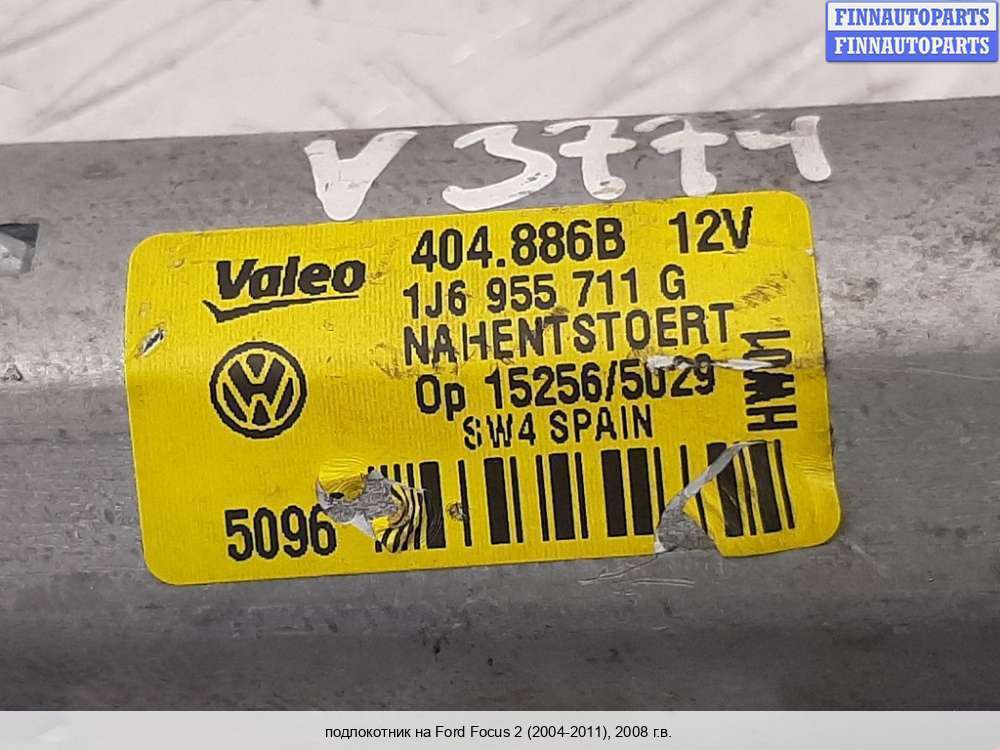 FINNAUTOPARTS
FINNAUTOPARTS
V 3774
Valeo
404.886B 12V
1J6 955 711 G
NAHENTSTOERT
Op 15256/5029
SW4 SPAIN
HW01
5096
подлокотник на Ford Focus 2 (2004-2011), 2008 г.в.